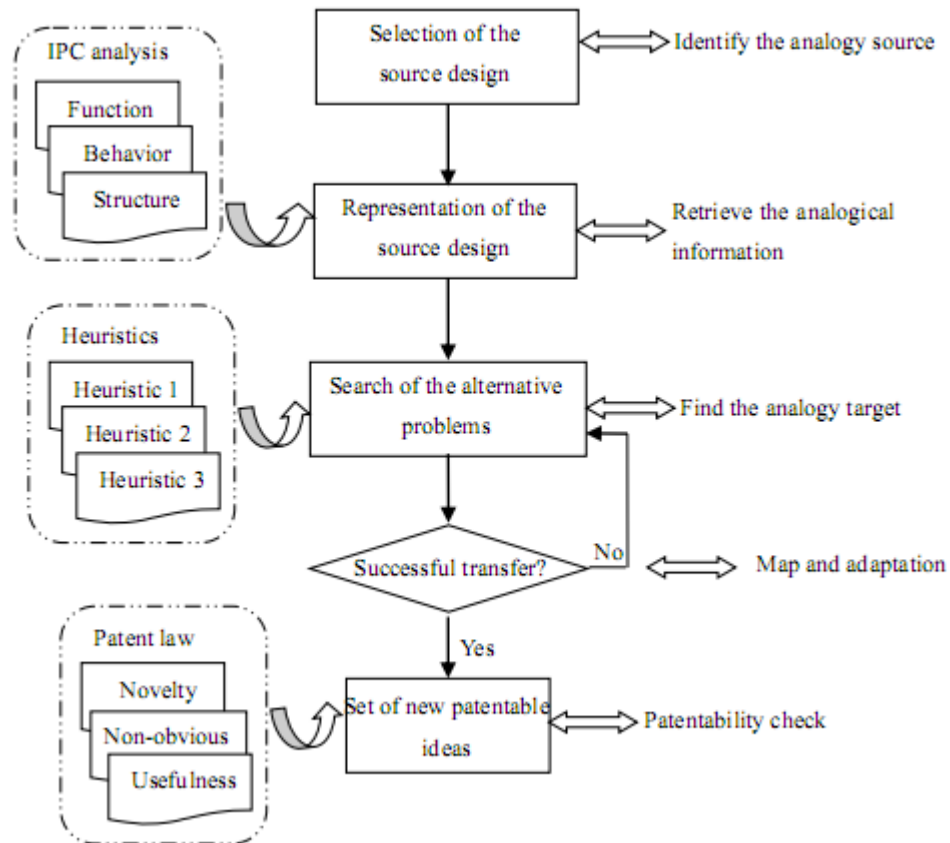 Selection of the
source design
Identify the analogy source
IPC analysis
Function
Behavior
Structure
Representation of the
source design
Retrieve the analogical
information
Heuristics
Heuristic 1
Heuristic 2
Heuristic 3
Search of the alternative
problems
Find the analogy target
Successful transfer?
No
Map and adaptation
Yes
Patent law
Novelty
Non-obvious
Usefulness
Set of new patentable
ideas
Patentability check